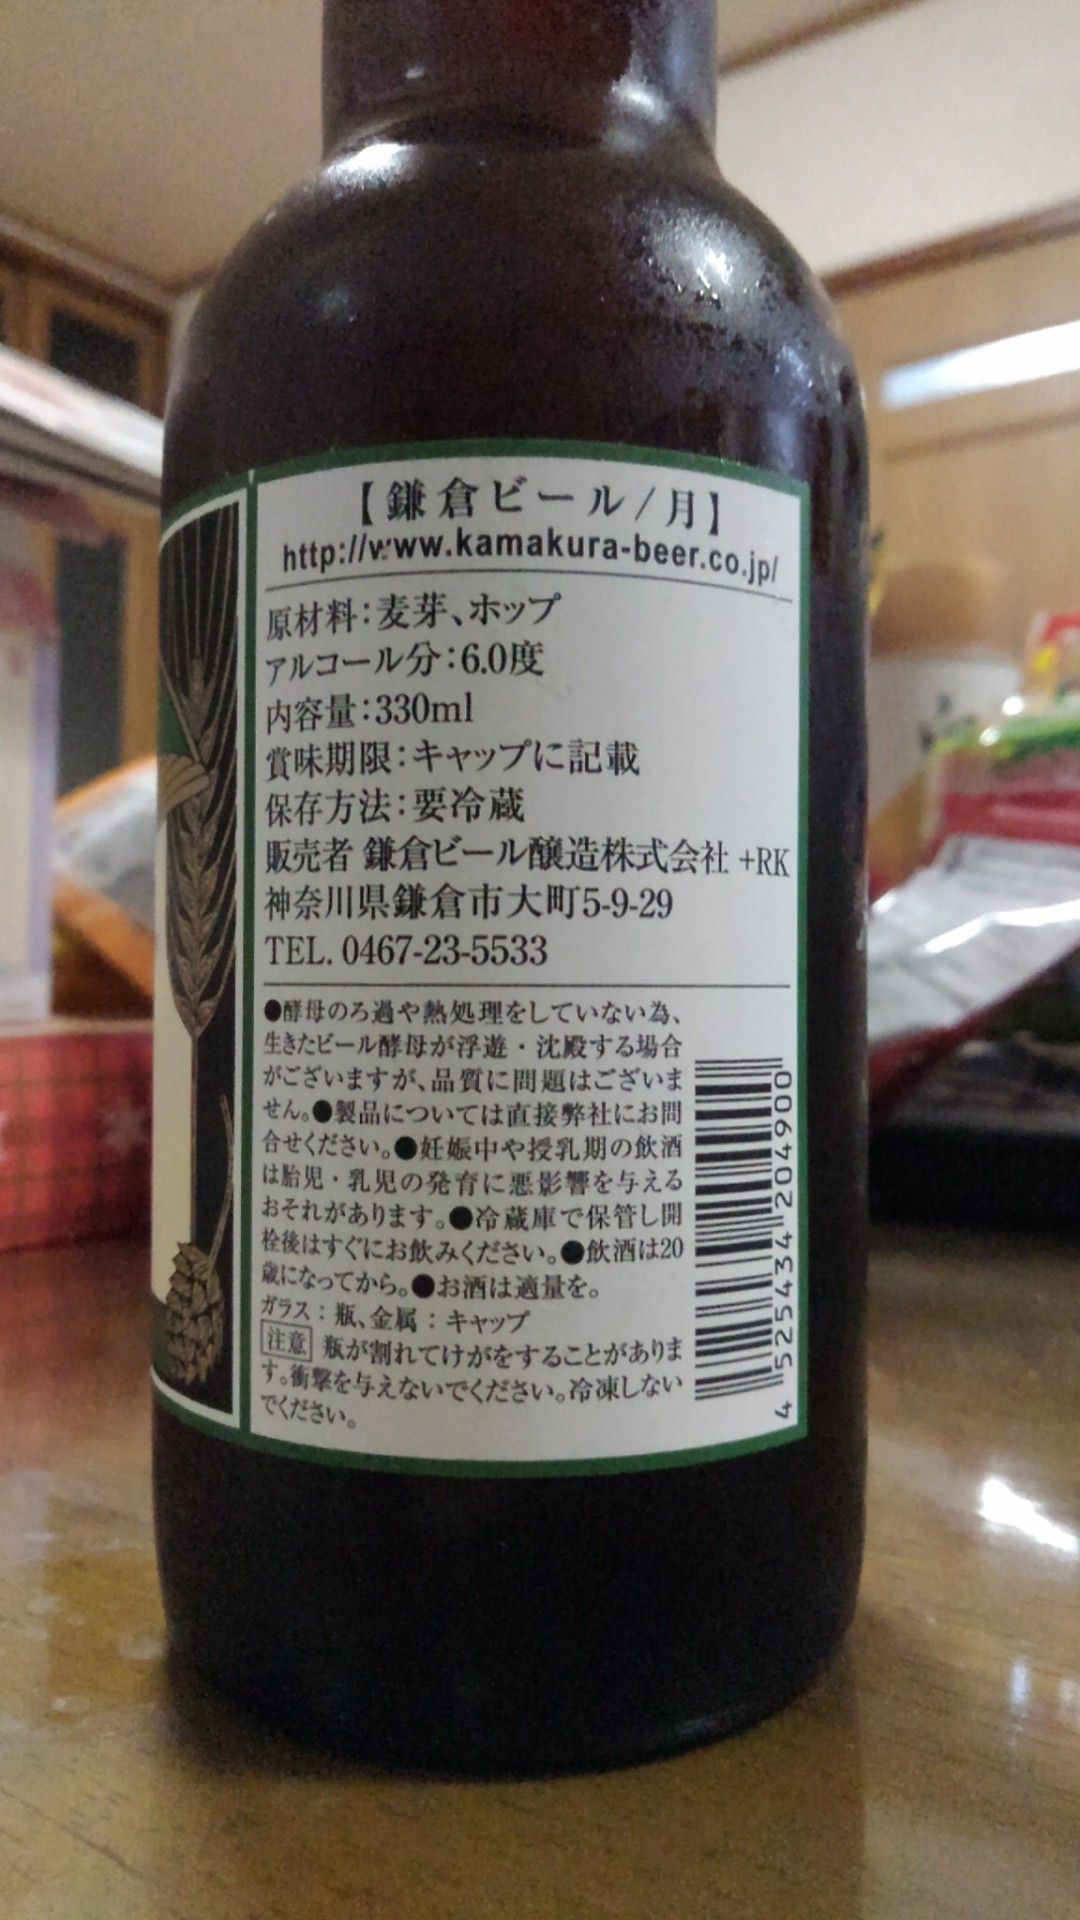 【鎌倉ビール/月】
http://www.kamakura-beer.co.jp/
原材料:麦芽、ホップ
アルコール分:6.0度
内容量:330ml
賞味期限:キャップに記載
保存方法:要冷蔵
販売者 鎌倉ビール醸造株式会社 +RK
神奈川県鎌倉市大町5-9-29
TEL. 0467-23-5533
●酵母のろ過や熱処理をしていない為、
生きたビール酵母が浮遊・沈殿する場合
がございますが、品質に問題はございま
せん。●製品については直接弊社にお問
合せください。●妊娠中や授乳期の飲酒
は胎児・乳児の発育に悪影響を与える
おそれがあります。●冷蔵庫で保管し開
栓後はすぐにお飲みください。●飲酒は20
歳になってから。●お酒は適量を。
ガラス:瓶、金属:キャップ
注意 瓶が割れてけがをすることがありま
す。衝撃を与えないでください。冷凍しない
でください。
4525434204900